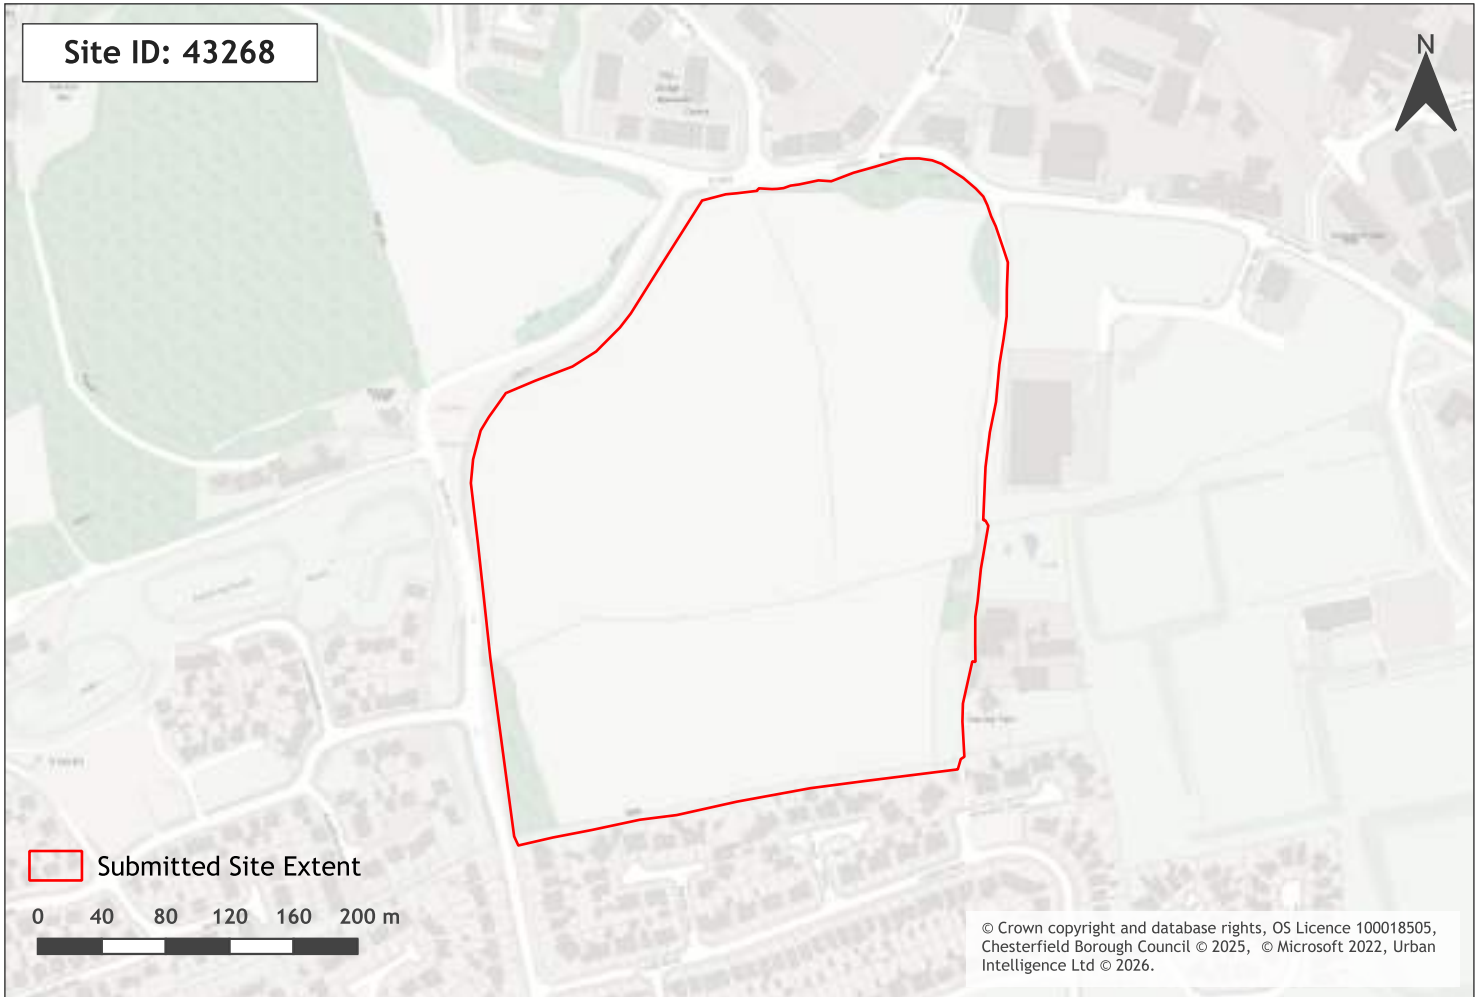 Site ID: 43268
N
Submitted Site Extent
0 40 80 120 160 200 m
© Crown copyright and database rights, OS Licence 100018505,
Chesterfield Borough Council © 2025, © Microsoft 2022, Urban
Intelligence Ltd © 2026.